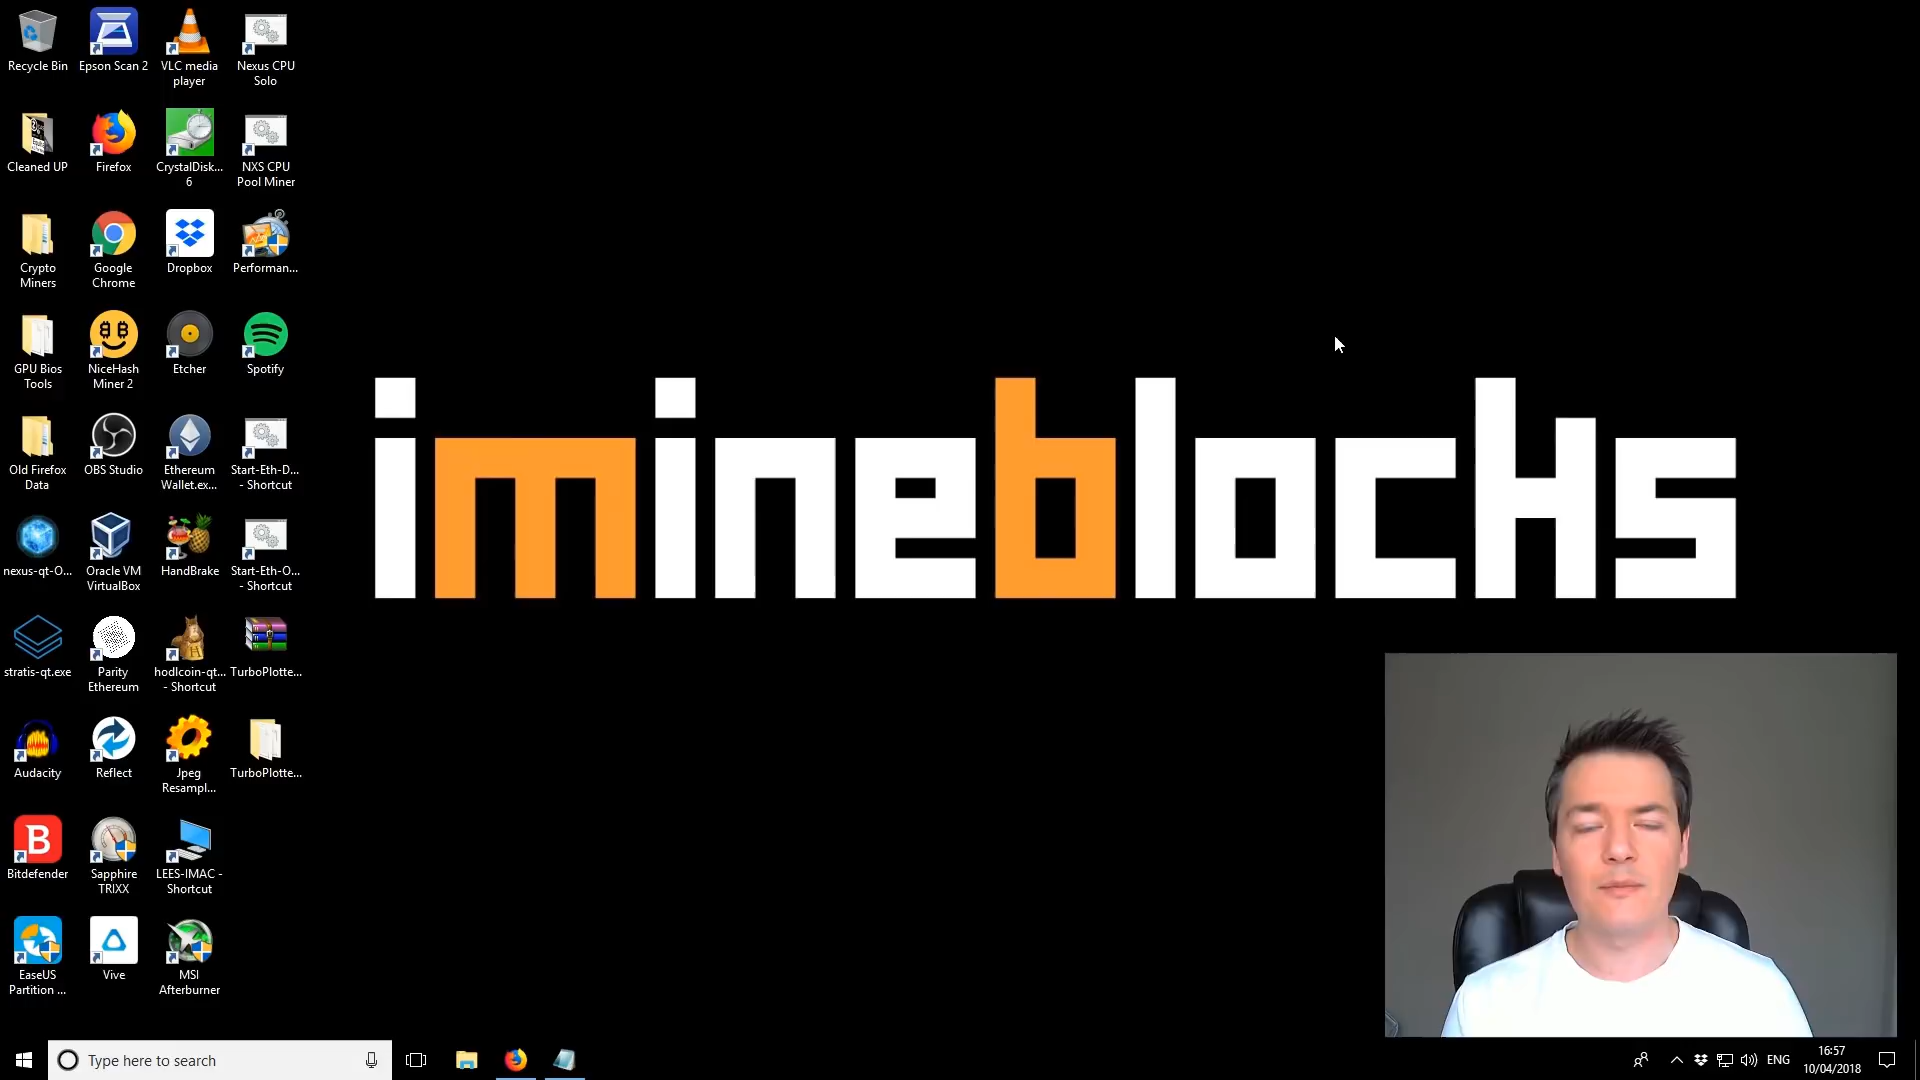 Recycle Bin
Epson Scan 2
VLC media
player
Nexus CPU
Solo
Cleaned UP
Firefox
CrystalDisk...
6
NXS CPU
Pool Miner
Crypto
Miners
Google
Chrome
Dropbox
Performan...
GPU Bios
Tools
NiceHash
Miner 2
Etcher
Spotify
Old Firefox
Data
OBS Studio
Ethereum
Wallet.ex...
Start-Eth-D...
- Shortcut
nexus-qt-O...
Oracle VM
VirtualBox
HandBrake
Start-Eth-O...
- Shortcut
stratis-qt.exe
Parity
Ethereum
hodlcoin-qt...
- Shortcut
TurboPlotte...
Audacity
Reflect
Jpeg
Resampl...
TurboPlotte...
B
Bitdefender
Sapphire
TRIXX
LEES-IMAC -
Shortcut
EaseUS
Partition ...
Vive
MSI
Afterburner
imineblocks
Type here to search
ENG
16:57
10/04/2018